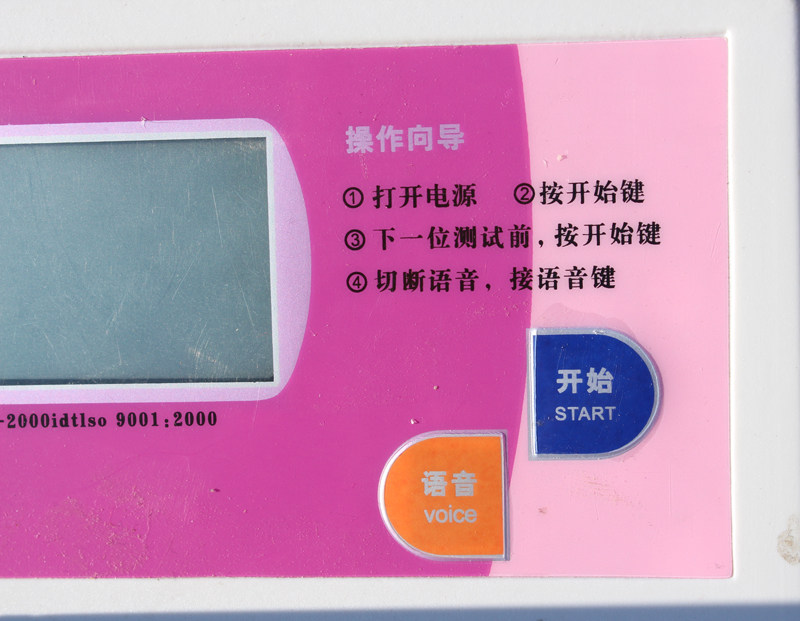 操作向导
①打开电源 ②按开始键
③下一位测试前,按开始键
④切断语音,接语音键
-2000idtlso 9001:2000
开始
START
语音
voice